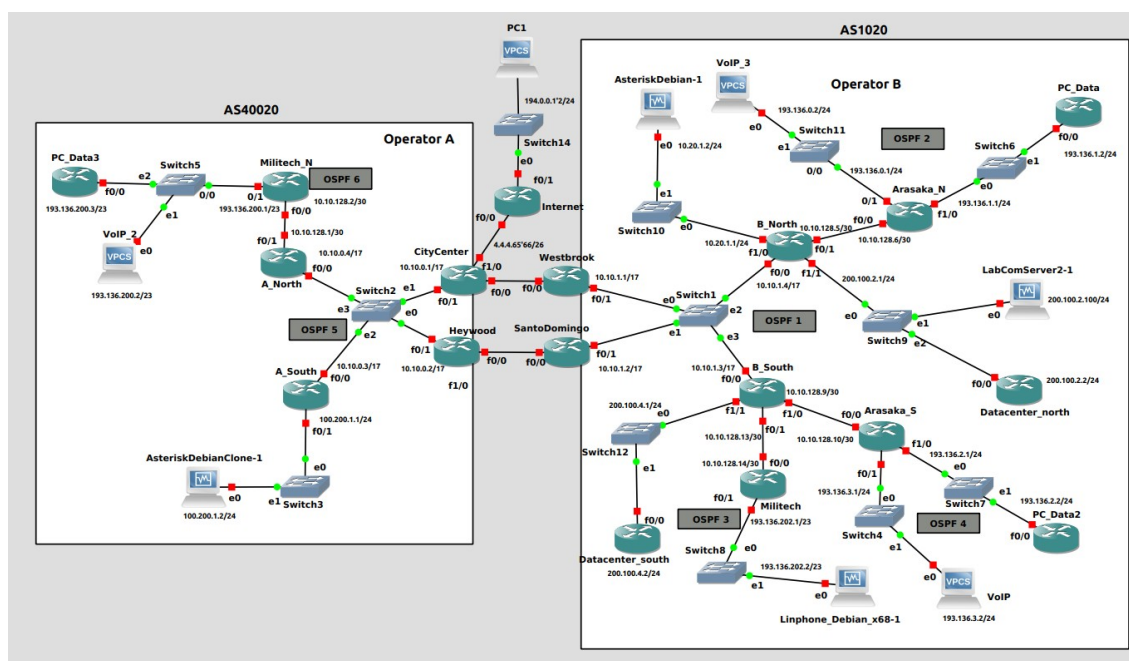 PC1
VPCS
194.0.0.1"2/24
Switch14
e0
f0/1
Internet
f0/0
4.4.4.65"66/26
AS40020
Operator A
PC_Data3
f0/0
193.136.200.3/23
Switch5
e2
e1
0/0
Militech_N
OSPF 6
0/1
193.136.200.1/23
10.10.128.2/30
f0/0
VoIP_2
VPCS
e0
193.136.200.2/23
10.10.128.1/30
f0/1
10.10.0.4/17
f0/0
A_North
CityCenter
10.10.0.1/17
f1/0
f0/1
f0/0
Switch2
e1
e3
e0
e2
OSPF 5
Heywood
f0/1
f0/0
10.10.0.2/17
f1/0
10.10.0.3/17
A_South
f0/0
100.200.1.1/24
f0/1
AsteriskDebianClone-1
e0
e0
e1
Switch3
100.200.1.2/24
AS1020
Operator B
AsteriskDebian-1
e0
10.20.1.2/24
VoIP_3
VPCS
193.136.0.2/24
e0
Switch11
e1
0/0
193.136.0.1/24
OSPF 2
PC_Data
f0/0
193.136.1.2/24
Switch6
e1
e0
193.136.1.1/24
Arasaka_N
0/1
f0/0
f1/0
10.10.128.5/30
10.10.128.6/30
e1
e0
Switch10
10.20.1.1/24
B_North
f1/0
f0/1
f0/0
f1/1
10.10.1.4/17
Westbrook
10.10.1.1/17
f0/0
f0/1
Switch1
e0
e2
e1
e3
OSPF 1
SantoDomingo
f0/0
f0/1
10.10.1.2/17
200.100.2.1/24
LabComServer2-1
200.100.2.100/24
e0
e0
e1
e2
Switch9
f0/0
200.100.2.2/24
Datacenter_north
10.10.1.3/17
f0/0
B_South
10.10.128.9/30
f1/1
f1/0
f0/1
200.100.4.1/24
e0
Switch12
e1
f0/0
Datacenter_south
200.100.4.2/24
10.10.128.13/30
10.10.128.14/30
f0/0
f0/1
Militech
OSPF 3
193.136.202.1/23
e0
Switch8
e1
193.136.202.2/23
e0
Linphone_Debian_x68-1
Arasaka_S
f0/0
10.10.128.10/30
f1/0
f0/1
193.136.2.1/24
e0
193.136.3.1/24
e0
Switch7
e1
193.136.2.2/24
OSPF 4
PC_Data2
f0/0
Switch4
e1
e0
VPCS
VoIP
193.136.3.2/24